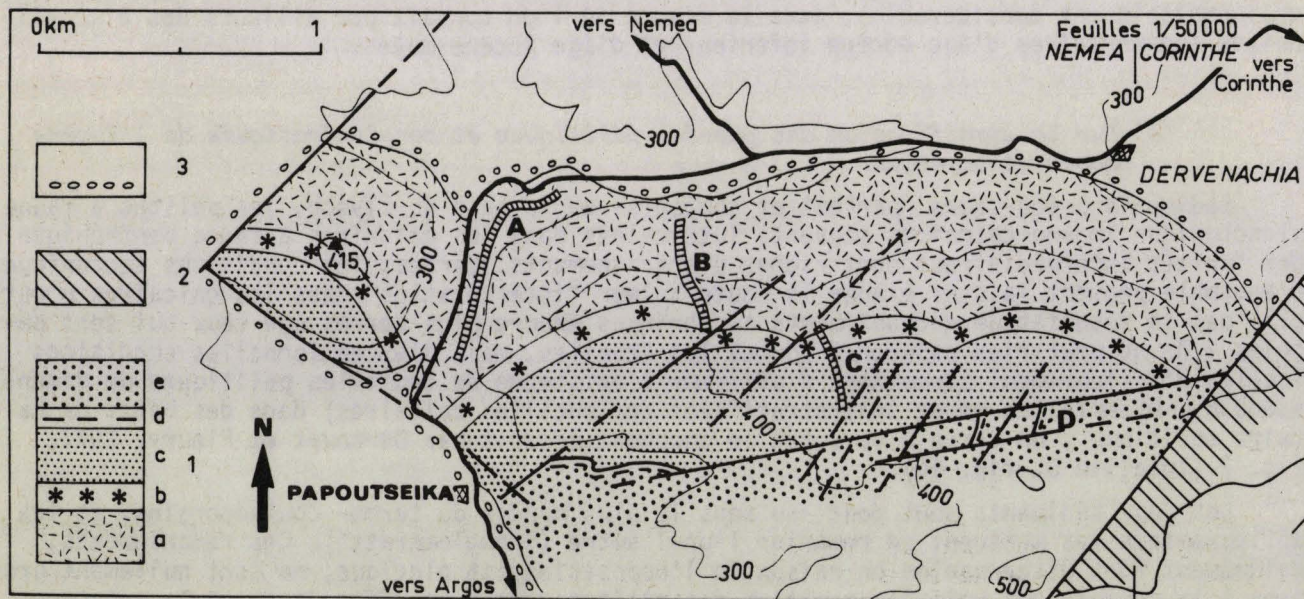 0km 1
vers Néméa
Feuilles 1/50 000
NEMEA CORINTHE
vers
Corinthe
300
300
DERVENACHIA
3
2
e
d
c
1
b
a
415
300
A
B
C
D
400
400
300
500
N
PAPOUTSEIKA
vers Argos